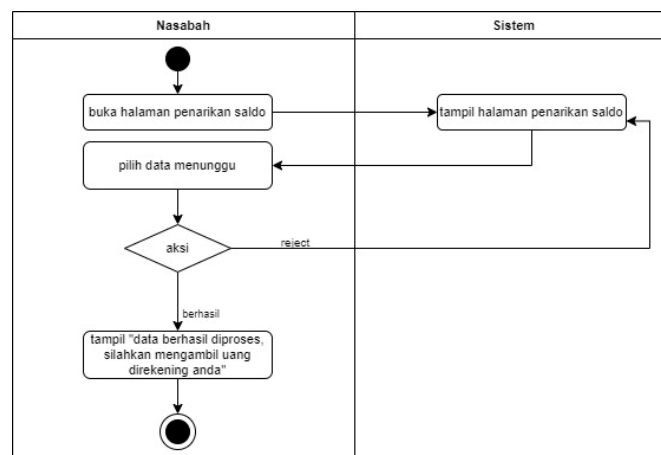 Nasabah
Sistem
buka halaman penarikan saldo
tampil halaman penarikan saldo
pilih data menunggu
aksi
reject
berhasil
tampil "data berhasil diproses,
silahkan mengambil uang
direkening anda"